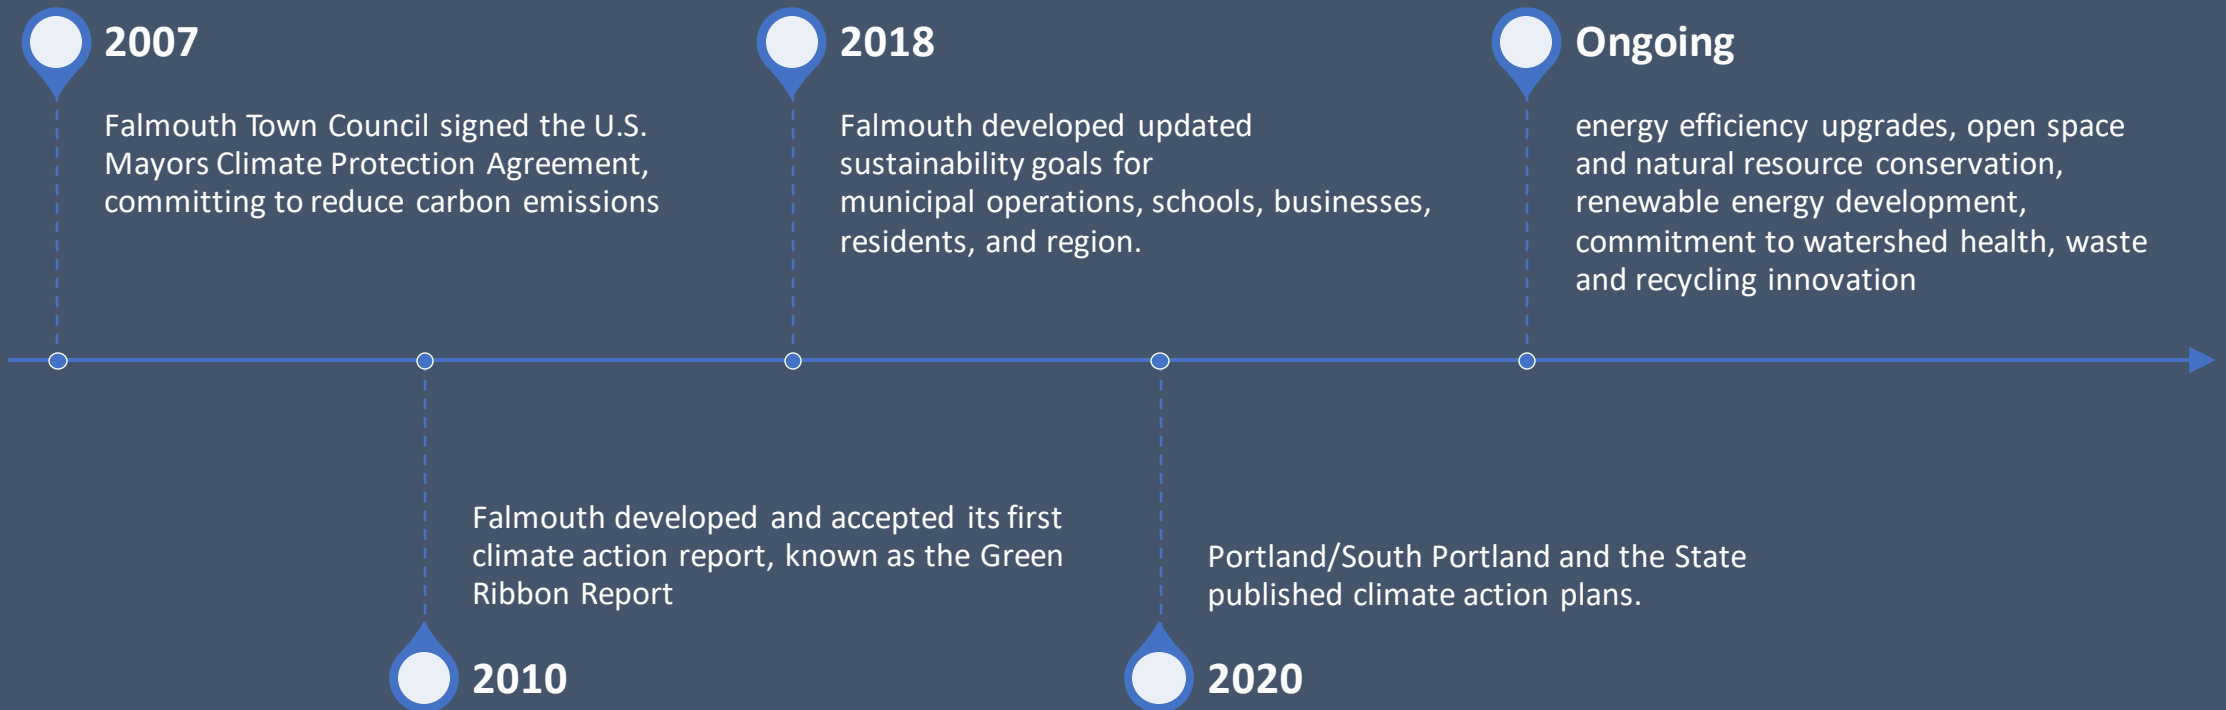 2007
Falmouth Town Council signed the U.S.
Mayors Climate Protection Agreement,
committing to reduce carbon emissions
2010
Falmouth developed and accepted its first
climate action report, known as the Green
Ribbon Report
2018
Falmouth developed updated
sustainability goals for
municipal operations, schools, businesses,
residents, and region.
2020
Portland/South Portland and the State
published climate action plans.
Ongoing
energy efficiency upgrades, open space
and natural resource conservation,
renewable energy development,
commitment to watershed health, waste
and recycling innovation